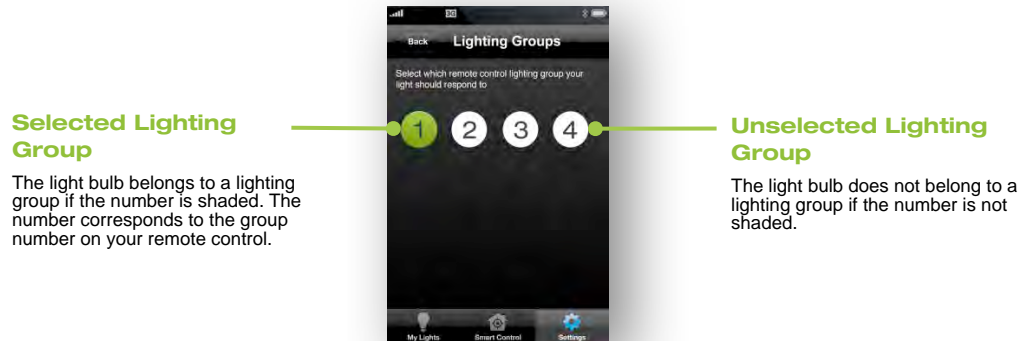 3G
Back
Lighting Groups
Select which remote control lighting group your
light should respond to
1 2 3 4
My Lights Smart Control Settings
Selected Lighting
Group
The light bulb belongs to a lighting
group if the number is shaded. The
number corresponds to the group
number on your remote control.
Unselected Lighting
Group
The light bulb does not belong to a
lighting group if the number is not
shaded.